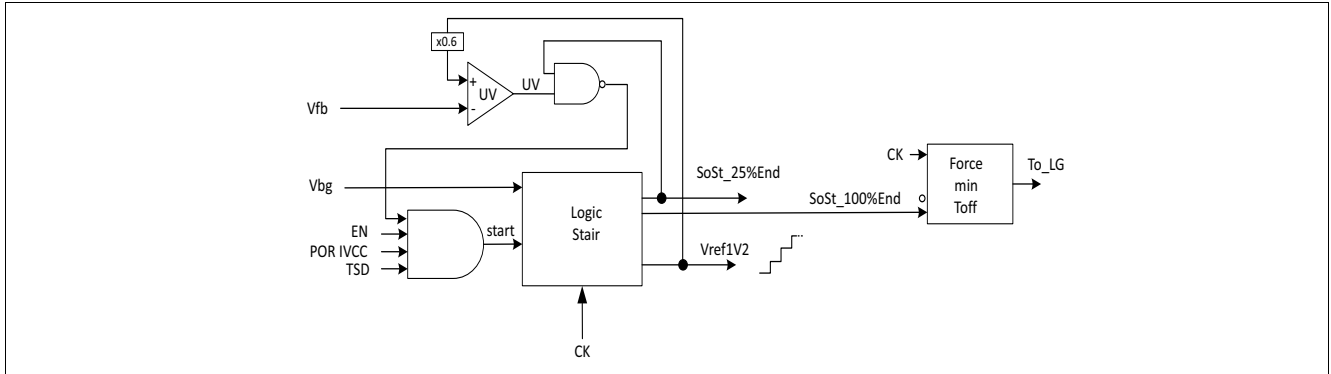 x0.6
+
UV
-
UV
Vfb
Vbg
EN
POR IVCC
TSD
start
Logic
Stair
CK
SoSt_25%End
SoSt_100%End
Vref1V2
CK
Force
min
Toff
To_LG